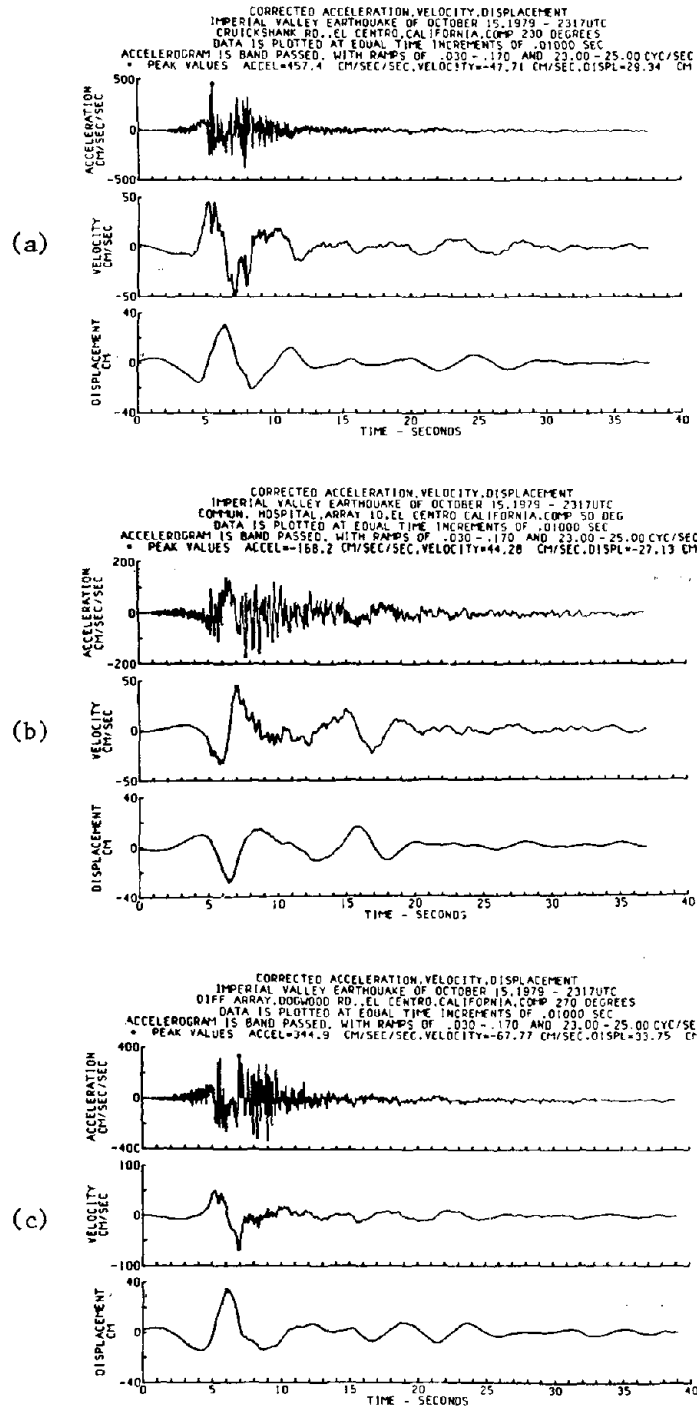 CORRECTED ACCELERATION,VELOCITY,DISPLACEMENT
IMPERIAL VALLEY EARTHQUAKE OF OCTOBER 15,1979 - 2317UTC
CRUICKSHANK RD.,EL CENTRO,CALIFORNIA,COMP 230 DEGREES
DATA IS PLOTTED AT EQUAL TIME INCREMENTS OF .01000 SEC
ACCELEROGRAM IS BAND PASSED, WITH RAMPS OF .030-.170 AND 23.00-25.00 CYC/SEC
* PEAK VALUES ACCEL=457.4 CM/SEC/SEC,VELOCITY=-47.71 CM/SEC,DISPL=29.34 CM
ACCELERATION
CM/SEC/SEC
500
0
-500
(a)
VELOCITY
CM/SEC
50
0
-50
DISPLACEMENT
CM
40
0
-40
0 5 10 15 20 25 30 35 40
TIME - SECONDS
CORRECTED ACCELERATION,VELOCITY,DISPLACEMENT
IMPERIAL VALLEY EARTHQUAKE OF OCTOBER 15,1979 - 2317UTC
COMMUN. HOSPITAL,ARRAY 10,EL CENTRO CALIFORNIA,COMP 50 DEG
DATA IS PLOTTED AT EQUAL TIME INCREMENTS OF .01000 SEC
ACCELEROGRAM IS BAND PASSED, WITH RAMPS OF .030-.170 AND 23.00-25.00 CYC/SEC
* PEAK VALUES ACCEL=-168.2 CM/SEC/SEC,VELOCITY=44.28 CM/SEC,DISPL=-27.13 CM
ACCELERATION
CM/SEC/SEC
200
0
-200
(b)
VELOCITY
CM/SEC
50
0
-50
DISPLACEMENT
CM
40
0
-40
0 5 10 15 20 25 30 35 40
TIME - SECONDS
CORRECTED ACCELERATION,VELOCITY,DISPLACEMENT
IMPERIAL VALLEY EARTHQUAKE OF OCTOBER 15,1979 - 2317UTC
DIFF ARRAY,DOGWOOD RD.,EL CENTRO,CALIFORNIA,COMP 270 DEGREES
DATA IS PLOTTED AT EQUAL TIME INCREMENTS OF .01000 SEC
ACCELEROGRAM IS BAND PASSED, WITH RAMPS OF .030-.170 AND 23.00-25.00 CYC/SE
* PEAK VALUES ACCEL=344.9 CM/SEC/SEC,VELOCITY=-67.77 CM/SEC,DISPL=33.75 CM
ACCELERATION
CM/SEC/SEC
400
0
-400
(c)
VELOCITY
CM/SEC
100
0
-100
DISPLACEMENT
CM
40
0
-40
0 5 10 15 20 25 30 35 40
TIME - SECONDS